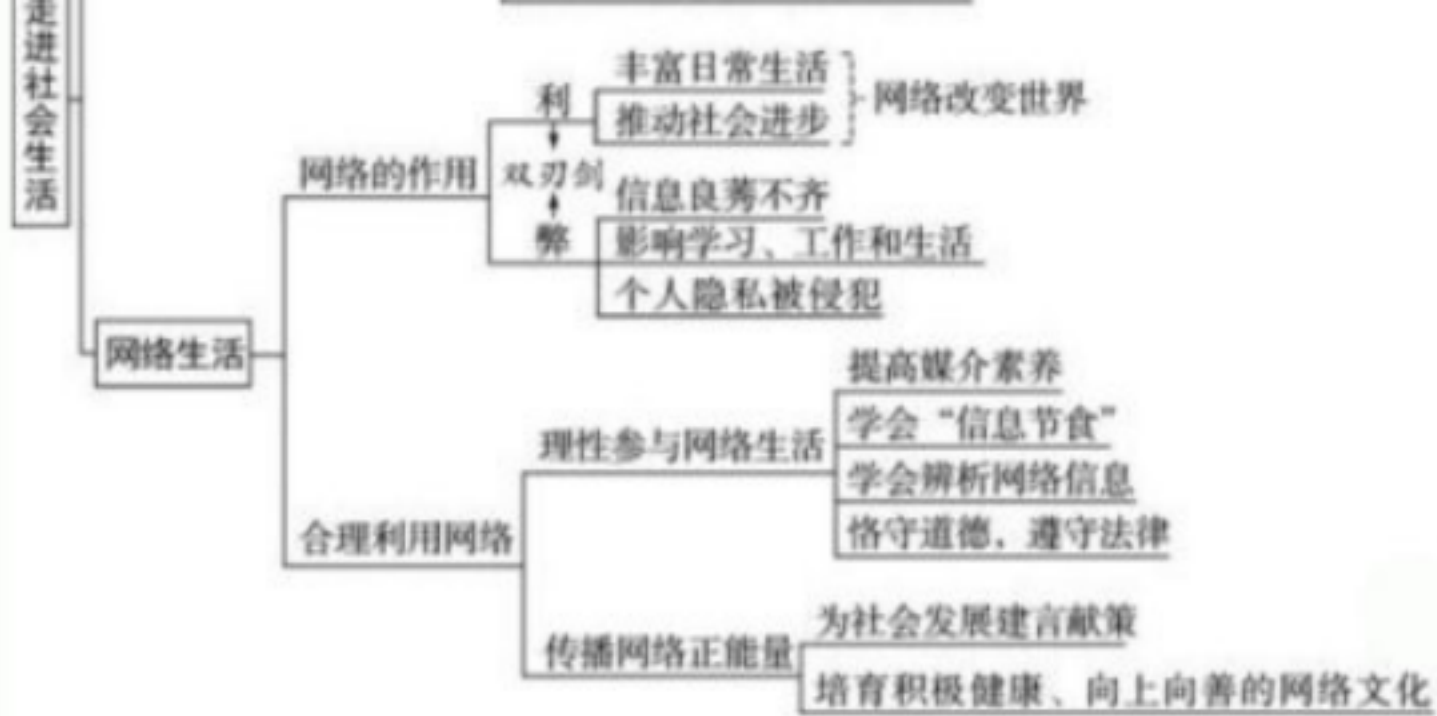 走进社会生活
丰富日常生活
利
网络改变世界
推动社会进步
网络的作用
双刃剑
信息良莠不齐
弊
影响学习、工作和生活
个人隐私被侵犯
网络生活
提高媒介素养
学会“信息节食”
理性参与网络生活
学会辨析网络信息
合理利用网络
恪守道德，遵守法律
为社会发展建言献策
传播网络正能量
培育积极健康、向上向善的网络文化